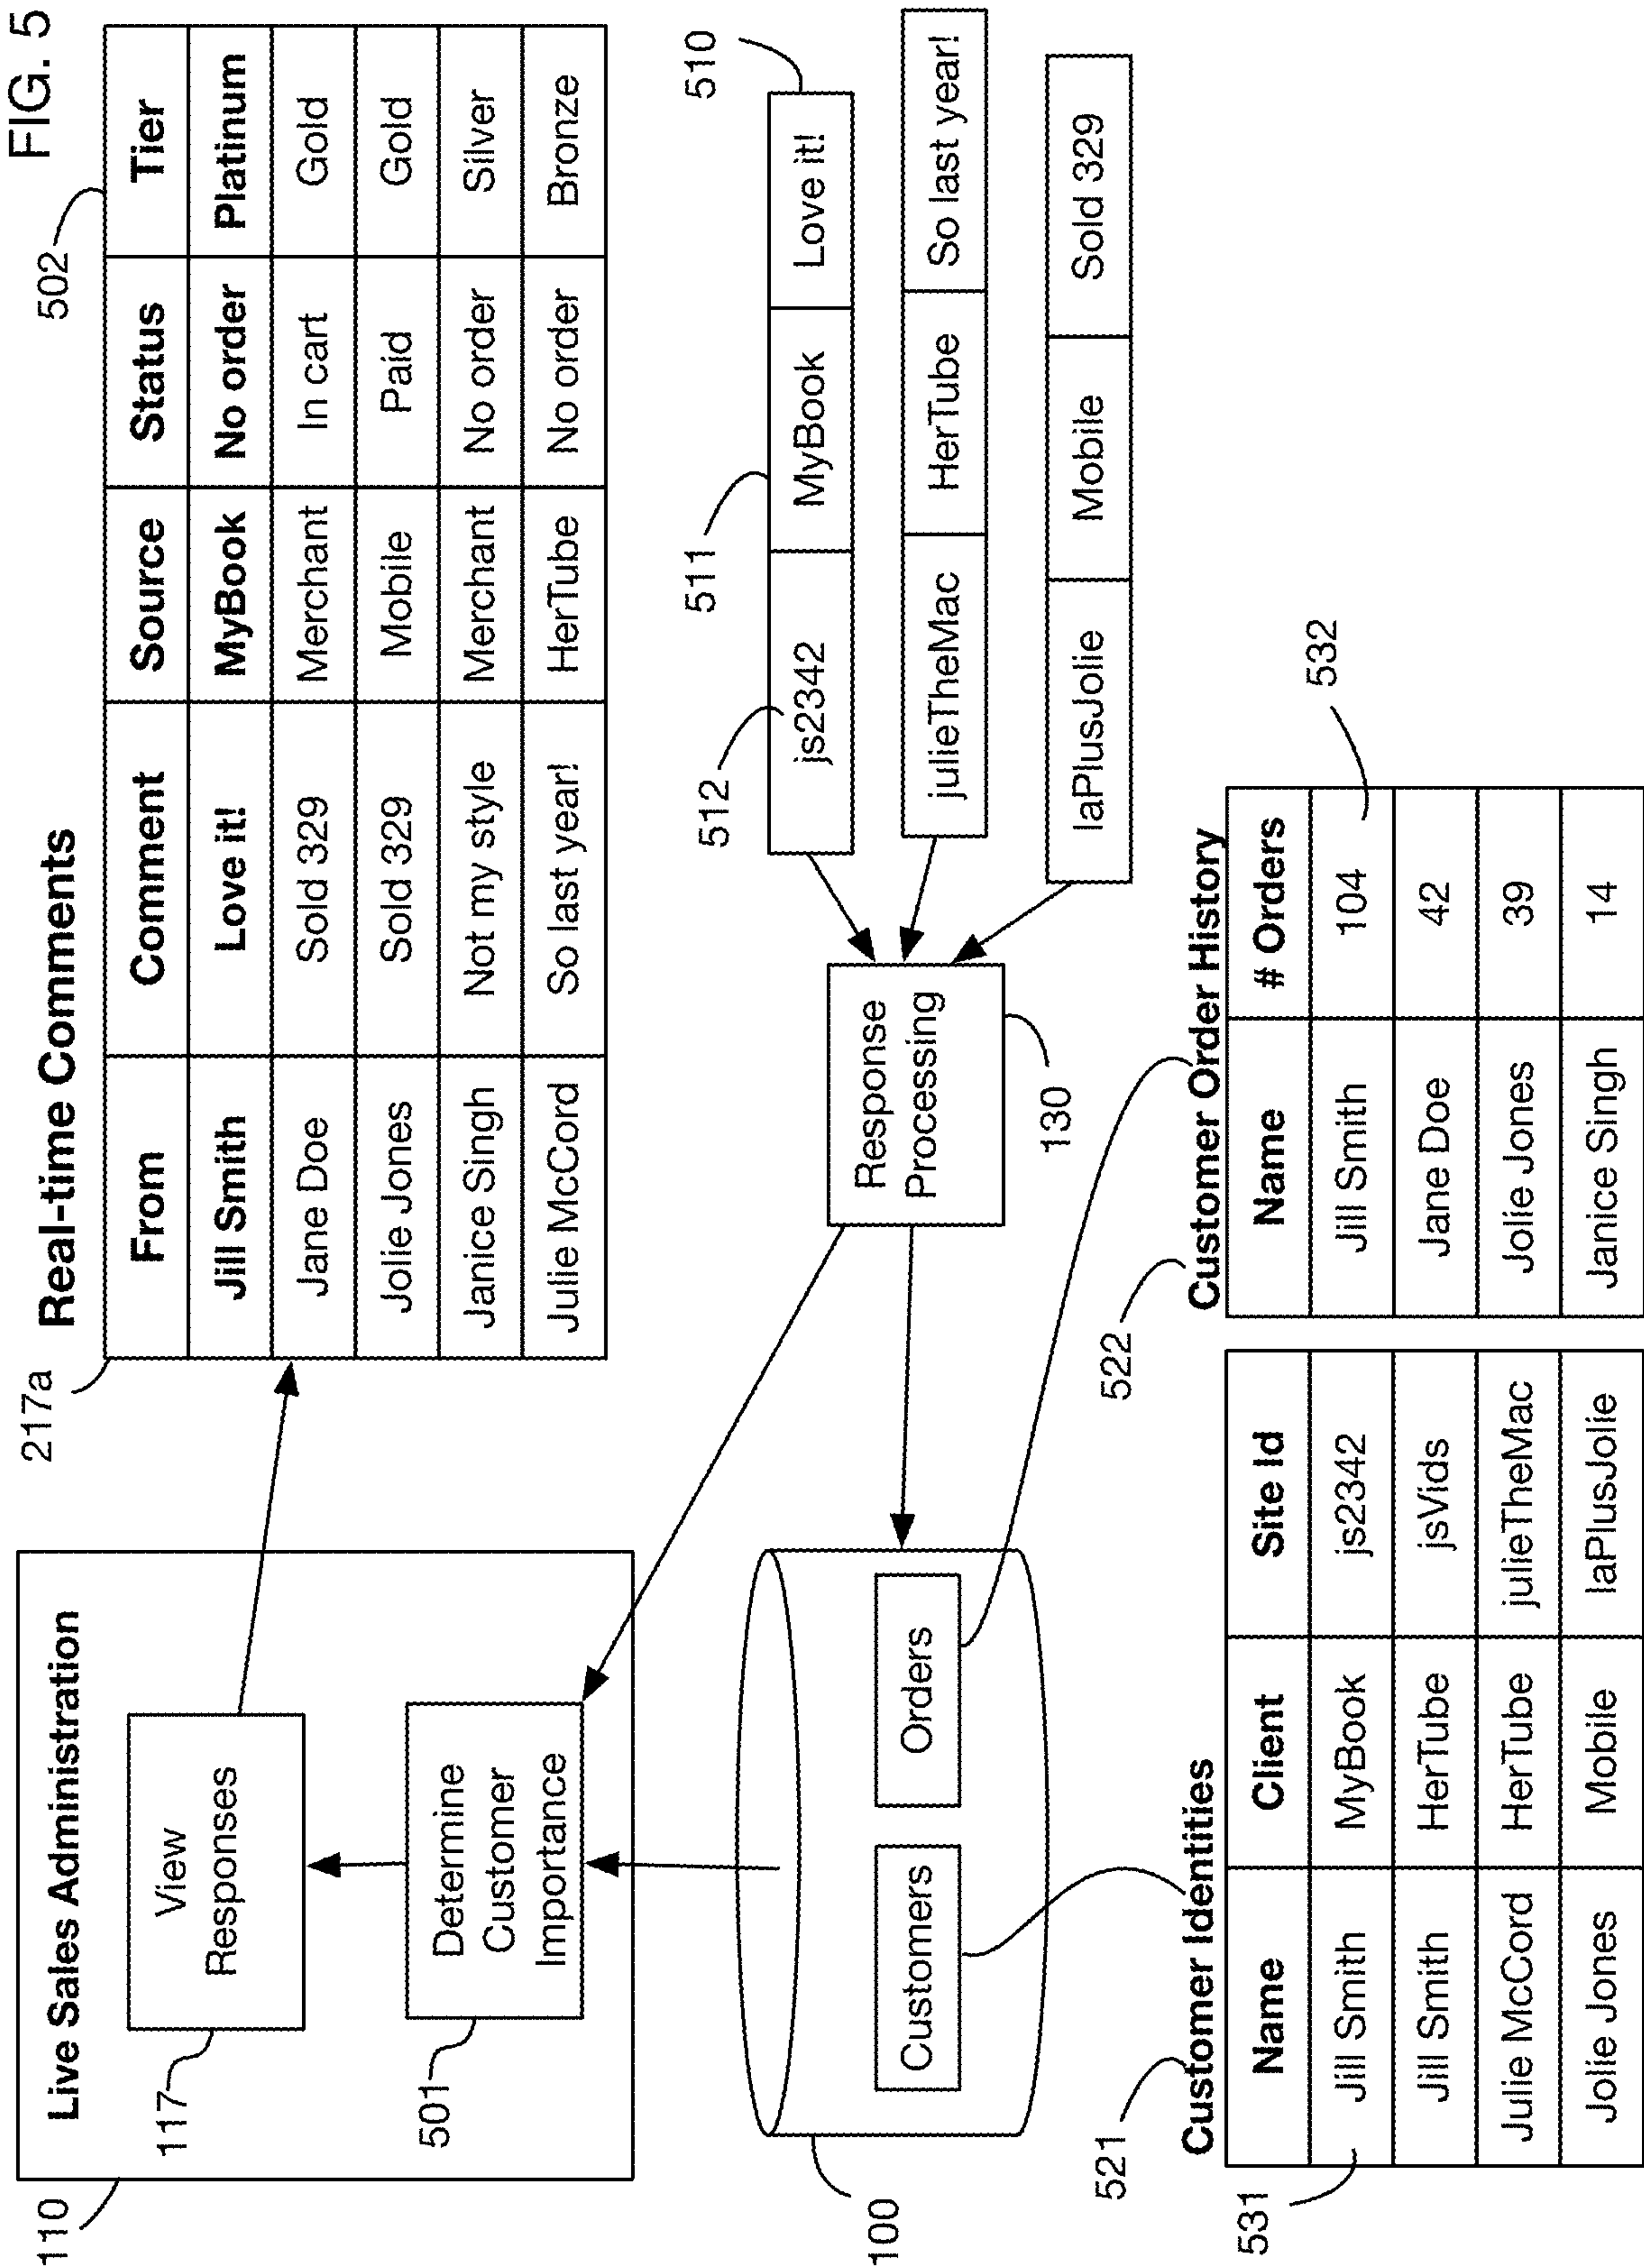 FIG. 5
110
Live Sales Administration
117
View
Responses
501
Determine
Customer
Importance
217a
Real-time Comments
502
From Comment Source Status Tier
Jill Smith Love it! MyBook No order Platinum
Jane Doe Sold 329 Merchant In cart Gold
Jolie Jones Sold 329 Mobile Paid Gold
Janice Singh Not my style Merchant No order Silver
Julie McCord So last year! HerTube No order Bronze
100
Customers
Orders
Response
Processing
130
512
511
510
js2342 MyBook Love it!
julieTheMac HerTube So last year!
laPlusJolie Mobile Sold 329
521
Customer Identities
Name Client Site Id
Jill Smith MyBook js2342
Jill Smith HerTube jsVids
Julie McCord HerTube julieTheMac
Jolie Jones Mobile laPlusJolie
531
522
Customer Order History
Name # Orders
Jill Smith 104
Jane Doe 42
Jolie Jones 39
Janice Singh 14
532